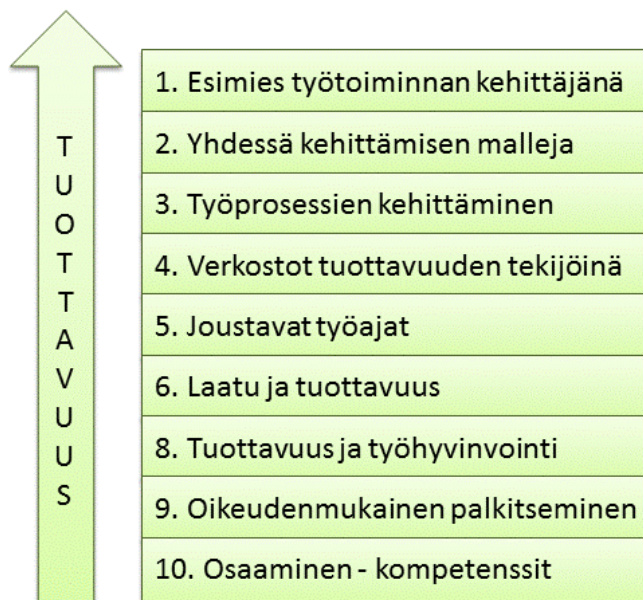 TUOTTAVUUS
1. Esimies työtoiminnan kehittäjänä
2. Yhdessä kehittämisen malleja
3. Työprosessien kehittäminen
4. Verkostot tuottavuuden tekijöinä
5. Joustavat työajat
6. Laatu ja tuottavuus
8. Tuottavuus ja työhyvinvointi
9. Oikeudenmukainen palkitseminen
10. Osaaminen - kompetenssit